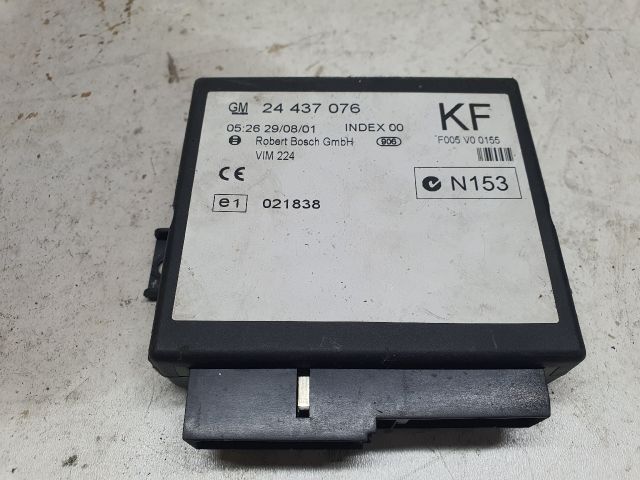 GM 24 437 076
KF
05:26 29/08/01 INDEX 00
F005 V0 0155
Robert Bosch GmbH 906
VIM 224
CE
N153
e1 021838